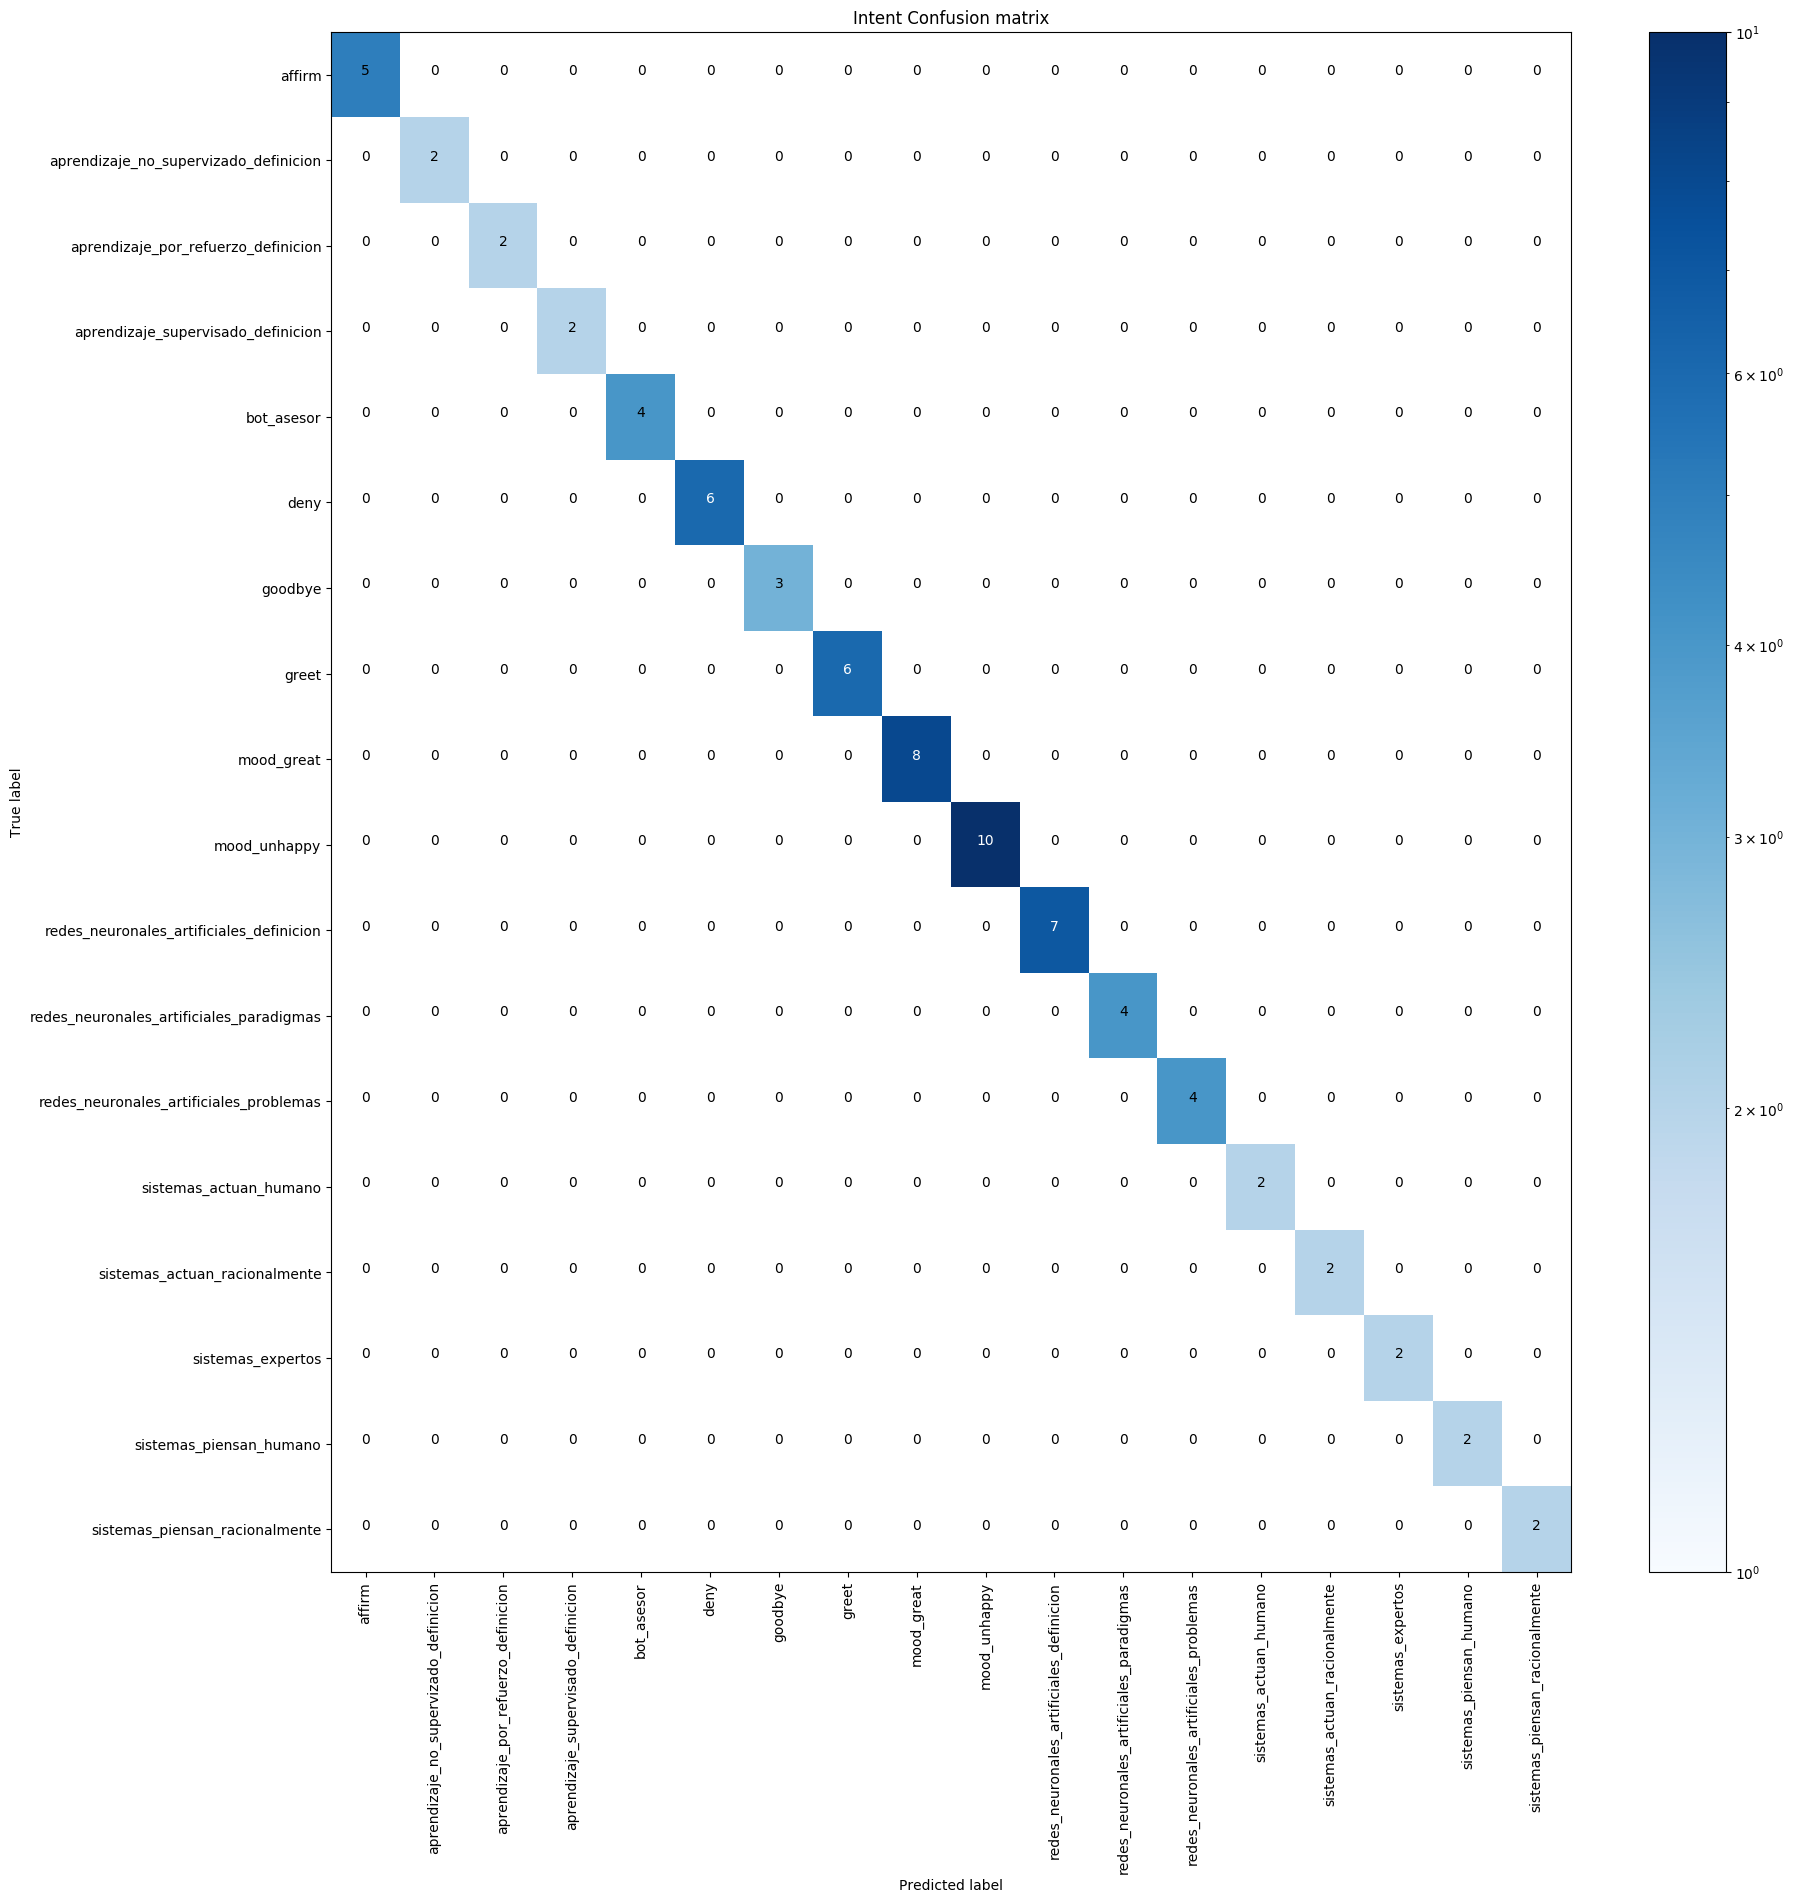 Intent Confusion matrix
True label
affirm 5 0 0 0 0 0 0 0 0 0 0 0 0 0 0 0 0 0
aprendizaje_no_supervizado_definicion 0 2 0 0 0 0 0 0 0 0 0 0 0 0 0 0 0 0
aprendizaje_por_refuerzo_definicion 0 0 2 0 0 0 0 0 0 0 0 0 0 0 0 0 0 0
aprendizaje_supervisado_definicion 0 0 0 2 0 0 0 0 0 0 0 0 0 0 0 0 0 0
bot_asesor 0 0 0 0 4 0 0 0 0 0 0 0 0 0 0 0 0 0
deny 0 0 0 0 0 6 0 0 0 0 0 0 0 0 0 0 0 0
goodbye 0 0 0 0 0 0 3 0 0 0 0 0 0 0 0 0 0 0
greet 0 0 0 0 0 0 0 6 0 0 0 0 0 0 0 0 0 0
mood_great 0 0 0 0 0 0 0 0 8 0 0 0 0 0 0 0 0 0
mood_unhappy 0 0 0 0 0 0 0 0 0 10 0 0 0 0 0 0 0 0
redes_neuronales_artificiales_definicion 0 0 0 0 0 0 0 0 0 0 7 0 0 0 0 0 0 0
redes_neuronales_artificiales_paradigmas 0 0 0 0 0 0 0 0 0 0 0 4 0 0 0 0 0 0
redes_neuronales_artificiales_problemas 0 0 0 0 0 0 0 0 0 0 0 0 4 0 0 0 0 0
sistemas_actuan_humano 0 0 0 0 0 0 0 0 0 0 0 0 0 2 0 0 0 0
sistemas_actuan_racionalmente 0 0 0 0 0 0 0 0 0 0 0 0 0 0 2 0 0 0
sistemas_expertos 0 0 0 0 0 0 0 0 0 0 0 0 0 0 0 2 0 0
sistemas_piensan_humano 0 0 0 0 0 0 0 0 0 0 0 0 0 0 0 0 2 0
sistemas_piensan_racionalmente 0 0 0 0 0 0 0 0 0 0 0 0 0 0 0 0 0 2
affirm
aprendizaje_no_supervizado_definicion
aprendizaje_por_refuerzo_definicion
aprendizaje_supervisado_definicion
bot_asesor
deny
goodbye
greet
mood_great
mood_unhappy
redes_neuronales_artificiales_definicion
redes_neuronales_artificiales_paradigmas
redes_neuronales_artificiales_problemas
sistemas_actuan_humano
sistemas_actuan_racionalmente
sistemas_expertos
sistemas_piensan_humano
sistemas_piensan_racionalmente
Predicted label
10¹
6 × 10⁰
4 × 10⁰
3 × 10⁰
2 × 10⁰
10⁰